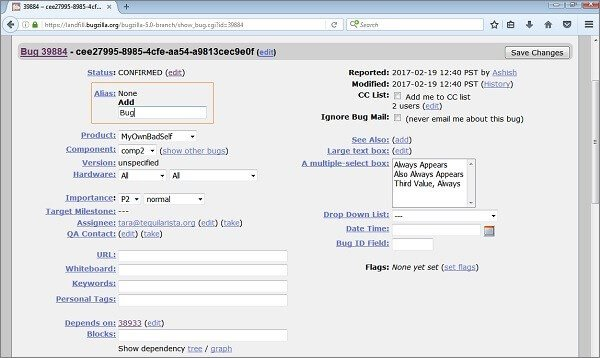 39884 - cee27995-8985-4cfe-aa54-a9813cec9e0f
https://landfill.bugzilla.org/bugzilla-5.0-branch/show_bug.cgi?id=39884
Search
Bug 39884 - cee27995-8985-4cfe-aa54-a9813cec9e0f (edit)
Save Changes
Status: CONFIRMED (edit)
Alias: None
Add
Bug
Product: MyOwnBadSelf
Component: comp2 (show other bugs)
Version: unspecified
Hardware: All All
Importance: P2 normal
Target Milestone: ---
Assignee: tara@tequilarista.org (edit) (take)
QA Contact: (edit) (take)
URL:
Whiteboard:
Keywords:
Personal Tags:
Depends on: 38933 (edit)
Blocks:
Show dependency tree / graph
Reported: 2017-02-19 12:40 PST by Ashish
Modified: 2017-02-19 12:40 PST (History)
CC List: Add me to CC list
2 users (edit)
Ignore Bug Mail: (never email me about this bug)
See Also: (add)
Large text box: (edit)
A multiple-select box: Always Appears
Also Always Appears
Third Value, Always
Drop Down List: ---
Date Time:
Bug ID Field:
Flags: None yet set (set flags)